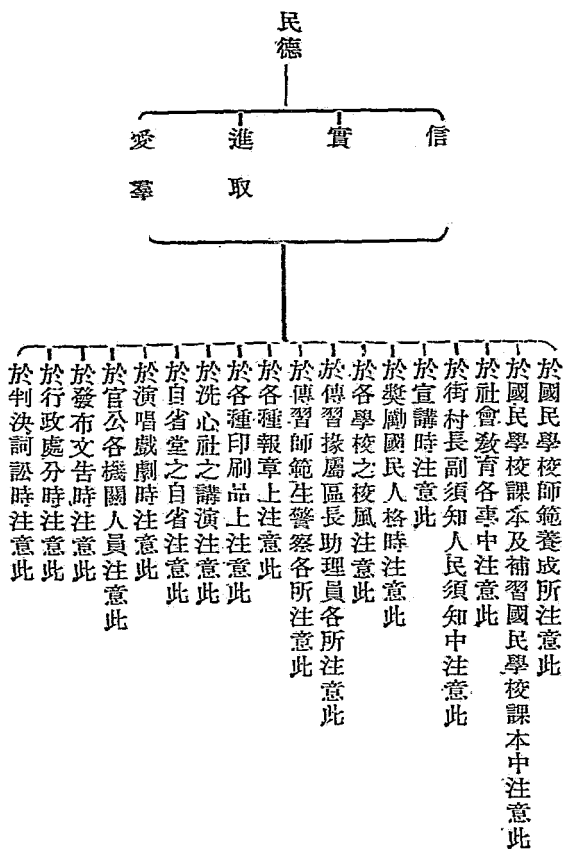 民德
信
實
進取
愛羣
於國民學校師範養成所注意此
於國民學校課本及補習國民學校課本中注意此
於社會敎育各事中注意此
於街村長副須知人民須知中注意此
於宣講時注意此
於獎勵國民人格時注意此
於各學校之校風注意此
於傳習掾屬區長助理員各所注意此
於傳習師範生警察各所注意此
於各種報章上注意此
於各種印刷品上注意此
於洗心社之講演注意此
於自省堂之自省注意此
於演唱戲劇時注意此
於官公各機關人員注意此
於發布文告時注意此
於行政處分時注意此
於判決詞訟時注意此